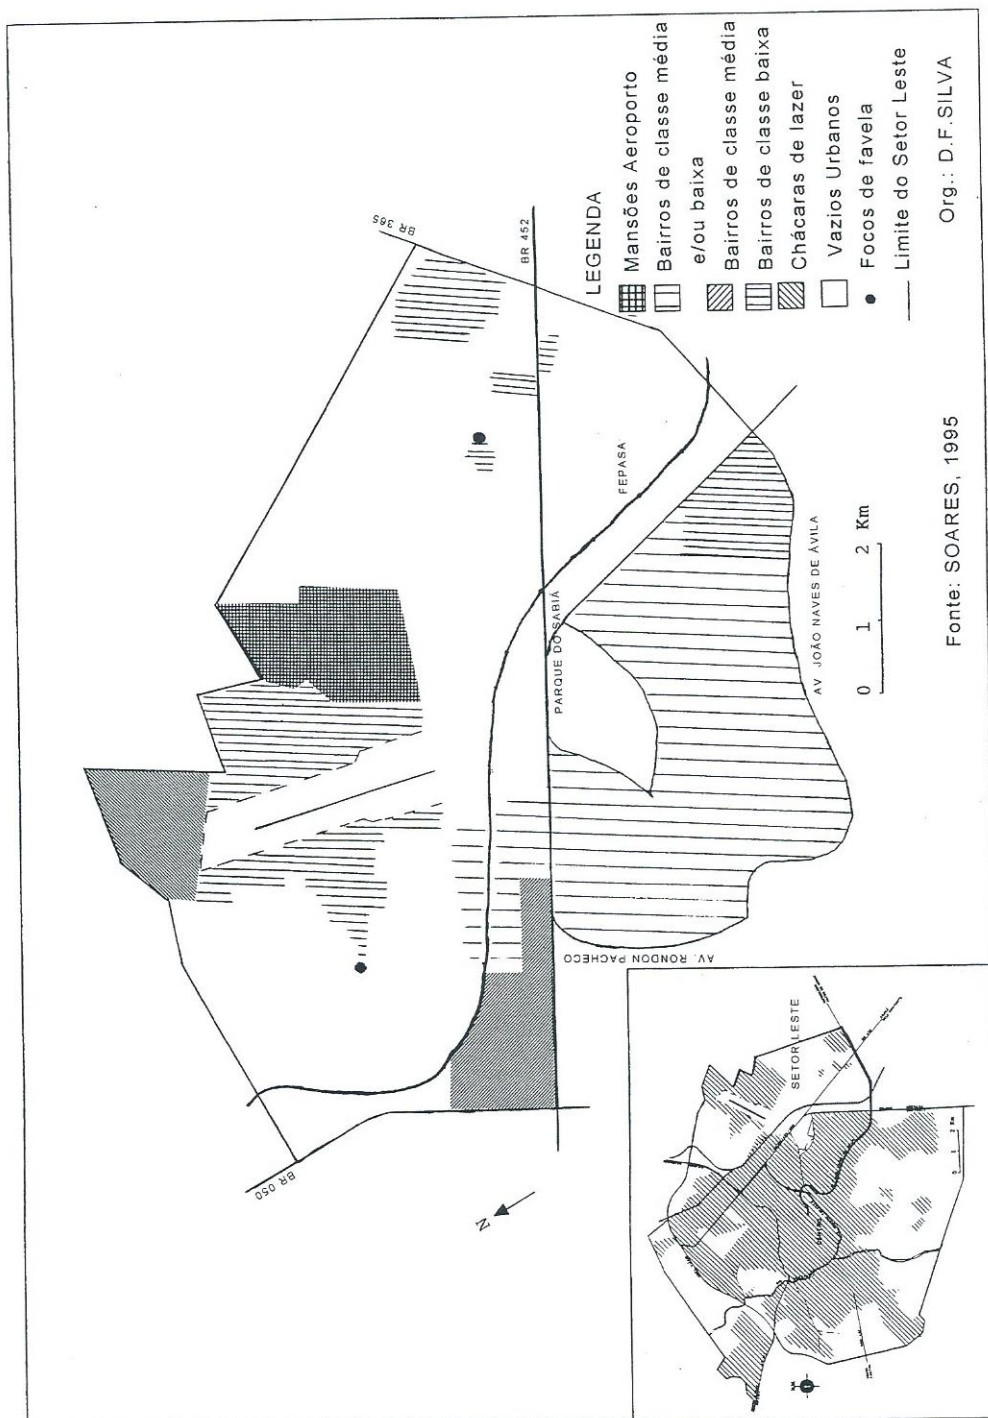 BR 365
BR 452
BR 050
N
FEPASA
PARQUE DO SABIÁ
AV. RONDON PACHECO
AV JOÃO NAVES DE ÁVILA
0 1 2 Km
LEGENDA
Mansões Aeroporto
Bairros de classe média
e/ou baixa
Bairros de classe média
Bairros de classe baixa
Chácaras de lazer
Vazios Urbanos
Focos de favela
Limite do Setor Leste
Fonte: SOARES, 1995
Org.: D.F.SILVA
SETOR LESTE
CENTRO